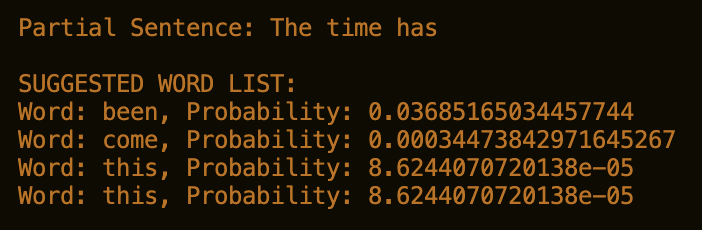 Partial Sentence: The time has
SUGGESTED WORD LIST:
Word: been, Probability: 0.03685165034457744
Word: come, Probability: 0.00034473842971645267
Word: this, Probability: 8.6244070720138e-05
Word: this, Probability: 8.6244070720138e-05